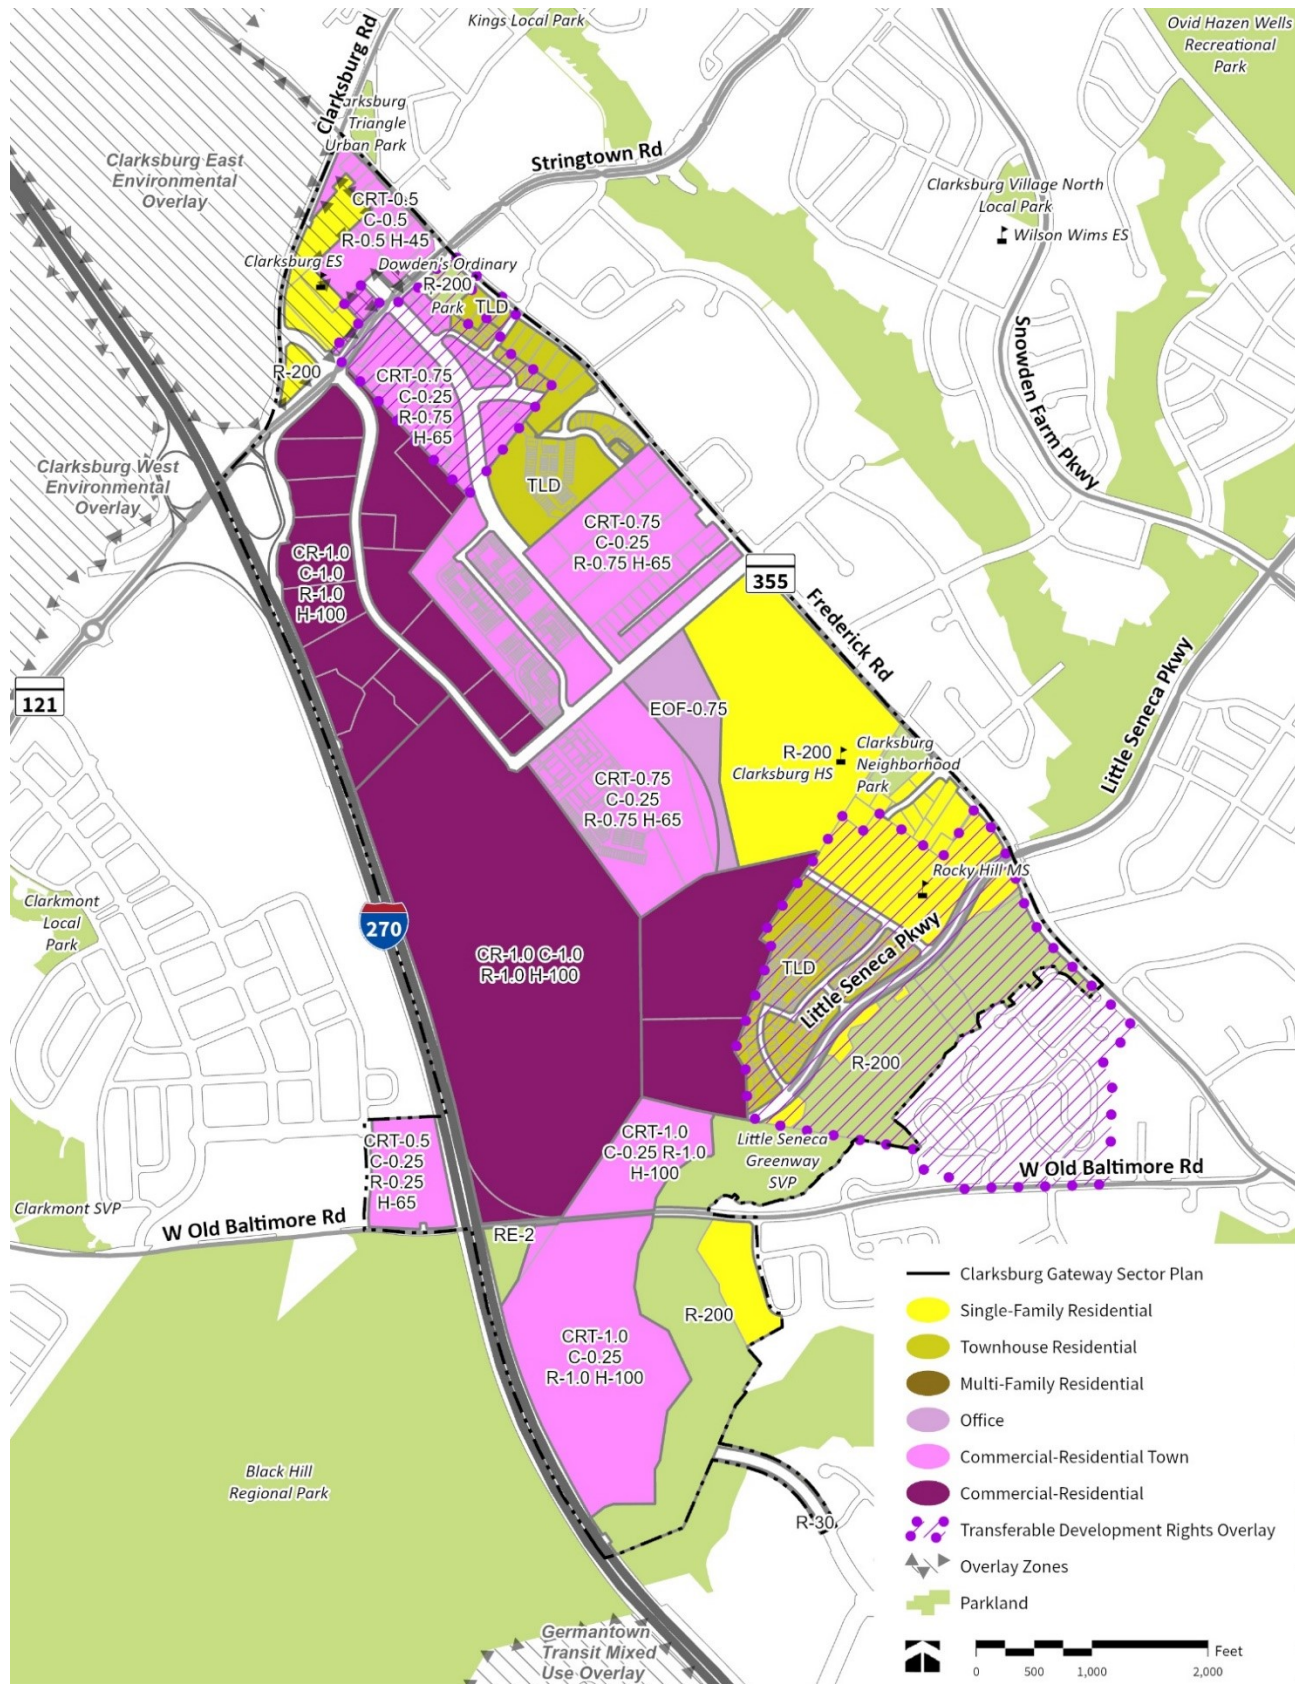 Kings Local Park
Ovid Hazen Wells
Recreational
Park
Clarksburg Rd
arksburg
Triangle
Urban Park
Stringtown Rd
Clarksburg East
Environmental
Overlay
Clarksburg Village North
Local Park
Wilson Wims ES
CRT-0.5
C-0.5
R-0.5 H-45
Clarksburg ES
Dowden's Ordinary
Park
R-200
TLD
Snowden Farm Pkwy
R-200
CRT-0.75
C-0.25
R-0.75
H-65
Clarksburg West
Environmental
Overlay
TLD
CRT-0.75
C-0.25
R-0.75 H-65
CR-1.0
C-1.0
R-1.0
H-100
355
Frederick Rd
121
EOF-0.75
Little Seneca Pkwy
R-200
Clarksburg HS
Clarksburg
Neighborhood
Park
CRT-0.75
C-0.25
R-0.75 H-65
Rocky Hill MS
Clarkmont
Local
Park
270
CR-1.0 C-1.0
R-1.0 H-100
TLD
Little Seneca Pkwy
R-200
CRT-1.0
C-0.25 R-1.0
H-100
Little Seneca
Greenway
SVP
CRT-0.5
C-0.25
R-0.25
H-65
W Old Baltimore Rd
Clarkmont SVP
W Old Baltimore Rd
RE-2
R-200
CRT-1.0
C-0.25
R-1.0 H-100
Black Hill
Regional Park
R-30
Germantown
Transit Mixed
Use Overlay
Clarksburg Gateway Sector Plan
Single-Family Residential
Townhouse Residential
Multi-Family Residential
Office
Commercial-Residential Town
Commercial-Residential
Transferable Development Rights Overlay
Overlay Zones
Parkland
Feet
0 500 1,000 2,000